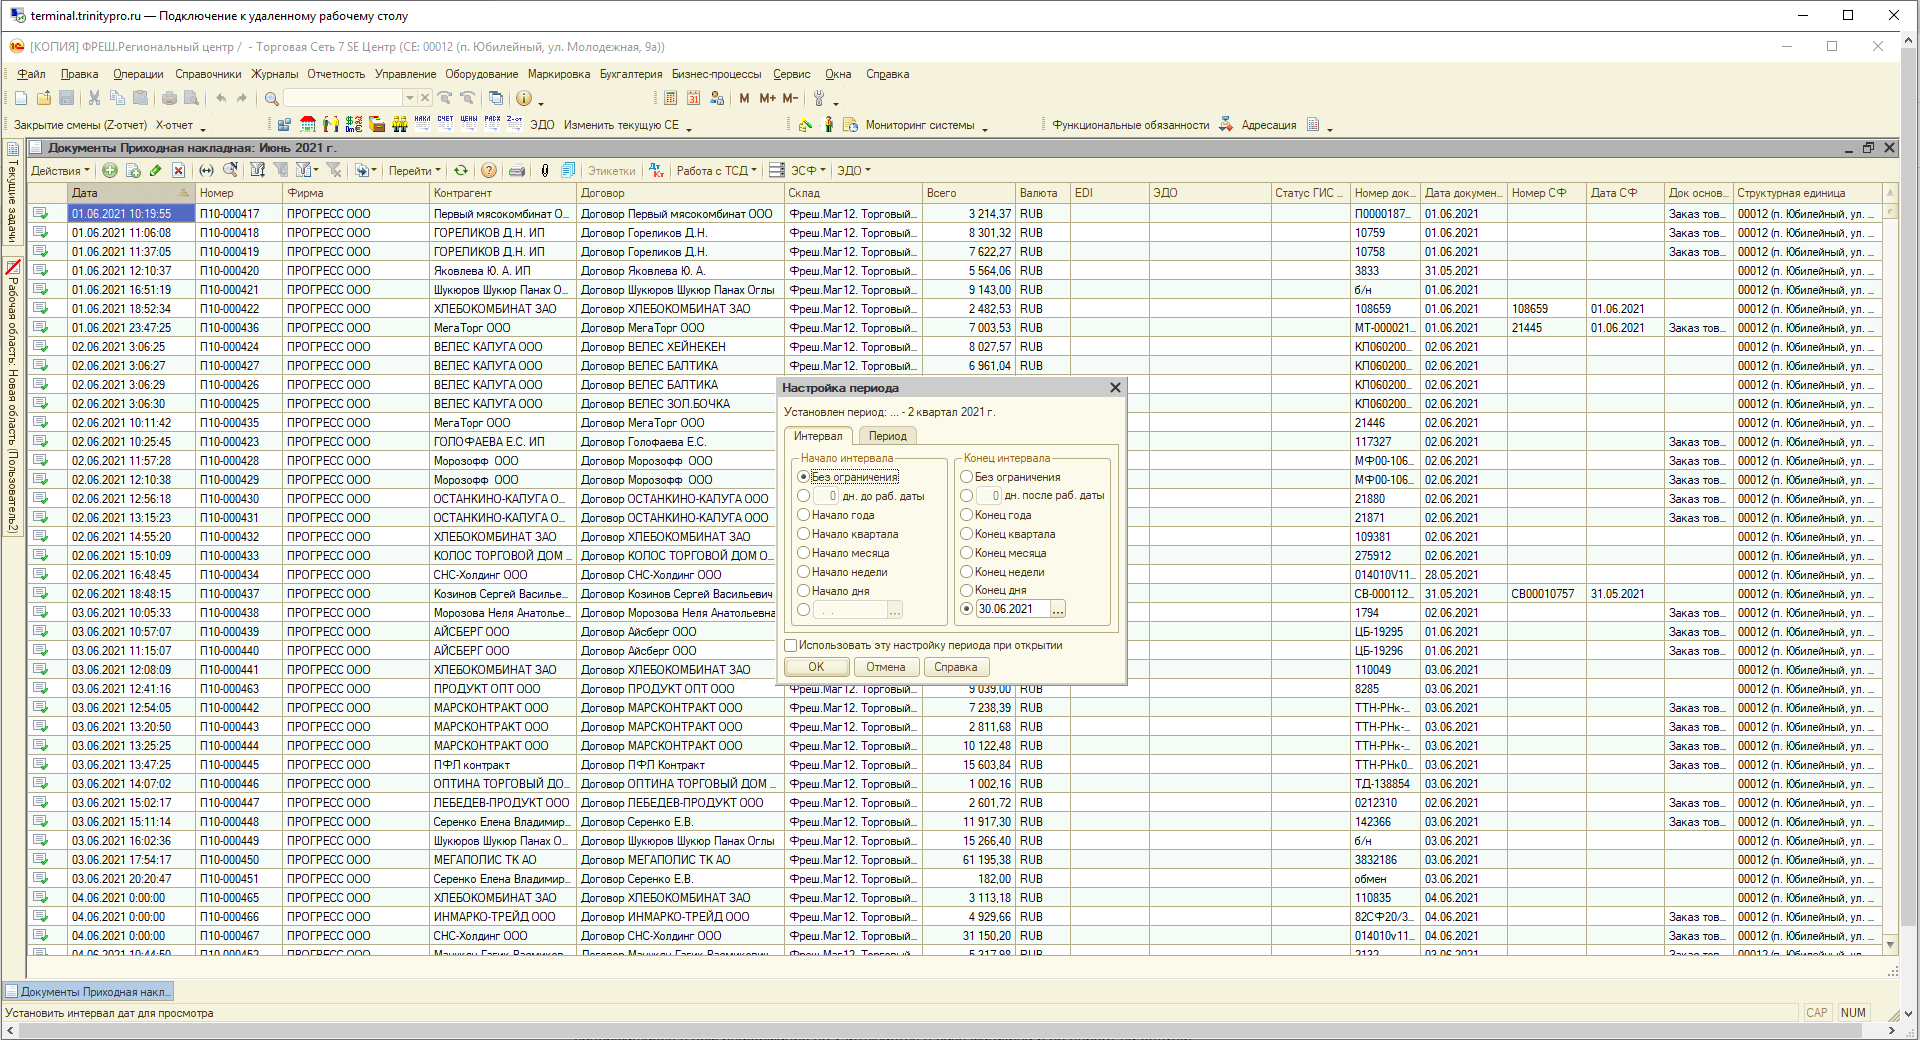 terminal.trinitypro.ru — Подключение к удаленному рабочему столу
[КОПИЯ] ФРЕШ.Региональный центр / - Торговая Сеть 7 SE Центр (СЕ: 00012 (п. Юбилейный, ул. Молодежная, 9а))
Файл Правка Операции Справочники Журналы Отчетность Управление Оборудование Маркировка Бухгалтерия Бизнес-процессы Сервис Окна Справка
M M+ M-
Закрытие смены (Z-отчет) X-отчет ЭДО Изменить текущую СЕ Мониторинг системы Функциональные обязанности Адресация
Документы Приходная накладная: Июнь 2021 г.
Действия Перейти Этикетки Работа с ТСД ЭСФ ЭДО
Дата Номер Фирма Контрагент Договор Склад Всего Валюта EDI ЭДО Статус ГИС ... Номер док... Дата докумен... Номер СФ Дата СФ Док основ... Структурная единица
01.06.2021 10:19:55 П10-000417 ПРОГРЕСС ООО Первый мясокомбинат О... Договор Первый мясокомбинат ООО Фреш.Маг12. Торговый... 3 214,37 RUB П0000187... 01.06.2021 Заказ тов... 00012 (п. Юбилейный, ул. ...
01.06.2021 11:06:08 П10-000418 ПРОГРЕСС ООО ГОРЕЛИКОВ Д.Н. ИП Договор Гореликов Д.Н. Фреш.Маг12. Торговый... 8 301,32 RUB 10759 01.06.2021 Заказ тов... 00012 (п. Юбилейный, ул. ...
01.06.2021 11:37:05 П10-000419 ПРОГРЕСС ООО ГОРЕЛИКОВ Д.Н. ИП Договор Гореликов Д.Н. Фреш.Маг12. Торговый... 7 622,27 RUB 10758 01.06.2021 Заказ тов... 00012 (п. Юбилейный, ул. ...
01.06.2021 12:10:37 П10-000420 ПРОГРЕСС ООО Яковлева Ю. А. ИП Договор Яковлева Ю. А. Фреш.Маг12. Торговый... 5 564,06 RUB 3833 31.05.2021 00012 (п. Юбилейный, ул. ...
01.06.2021 16:51:19 П10-000421 ПРОГРЕСС ООО Шукюров Шукюр Панах О... Договор Шукюров Шукюр Панах Оглы Фреш.Маг12. Торговый... 9 143,00 RUB б/н 01.06.2021 00012 (п. Юбилейный, ул. ...
01.06.2021 18:52:34 П10-000422 ПРОГРЕСС ООО ХЛЕБОКОМБИНАТ ЗАО Договор ХЛЕБОКОМБИНАТ ЗАО Фреш.Маг12. Торговый... 2 482,53 RUB 108659 01.06.2021 108659 01.06.2021 00012 (п. Юбилейный, ул. ...
01.06.2021 23:47:25 П10-000436 ПРОГРЕСС ООО МегаТорг ООО Договор МегаТорг ООО Фреш.Маг12. Торговый... 7 003,53 RUB МТ-000021... 01.06.2021 21445 01.06.2021 Заказ тов... 00012 (п. Юбилейный, ул. ...
02.06.2021 3:06:25 П10-000424 ПРОГРЕСС ООО ВЕЛЕС КАЛУГА ООО Договор ВЕЛЕС ХЕЙНЕКЕН Фреш.Маг12. Торговый... 8 027,57 RUB КЛ060200... 02.06.2021 00012 (п. Юбилейный, ул. ...
02.06.2021 3:06:27 П10-000427 ПРОГРЕСС ООО ВЕЛЕС КАЛУГА ООО Договор ВЕЛЕС БАЛТИКА Фреш.Маг12. Торговый... 6 961,04 RUB КЛ060200... 02.06.2021 00012 (п. Юбилейный, ул. ...
02.06.2021 3:06:29 П10-000426 ПРОГРЕСС ООО ВЕЛЕС КАЛУГА ООО Договор ВЕЛЕС БАЛТИКА КЛ060200... 02.06.2021 00012 (п. Юбилейный, ул. ...
02.06.2021 3:06:30 П10-000425 ПРОГРЕСС ООО ВЕЛЕС КАЛУГА ООО Договор ВЕЛЕС ЗОЛ.БОЧКА КЛ060200... 02.06.2021 00012 (п. Юбилейный, ул. ...
02.06.2021 10:11:42 П10-000435 ПРОГРЕСС ООО МегаТорг ООО Договор МегаТорг ООО 21446 02.06.2021 00012 (п. Юбилейный, ул. ...
02.06.2021 10:25:45 П10-000423 ПРОГРЕСС ООО ГОЛОФАЕВА Е.С. ИП Договор Голофаева Е.С. 117327 02.06.2021 Заказ тов... 00012 (п. Юбилейный, ул. ...
02.06.2021 11:57:28 П10-000428 ПРОГРЕСС ООО Морозофф ООО Договор Морозофф ООО МФ00-106... 02.06.2021 Заказ тов... 00012 (п. Юбилейный, ул. ...
02.06.2021 12:10:38 П10-000429 ПРОГРЕСС ООО Морозофф ООО Договор Морозофф ООО МФ00-106... 02.06.2021 Заказ тов... 00012 (п. Юбилейный, ул. ...
02.06.2021 12:56:18 П10-000430 ПРОГРЕСС ООО ОСТАНКИНО-КАЛУГА О... Договор ОСТАНКИНО-КАЛУГА ООО 21880 02.06.2021 Заказ тов... 00012 (п. Юбилейный, ул. ...
02.06.2021 13:15:23 П10-000431 ПРОГРЕСС ООО ОСТАНКИНО-КАЛУГА О... Договор ОСТАНКИНО-КАЛУГА ООО 21871 02.06.2021 Заказ тов... 00012 (п. Юбилейный, ул. ...
02.06.2021 14:55:20 П10-000432 ПРОГРЕСС ООО ХЛЕБОКОМБИНАТ ЗАО Договор ХЛЕБОКОМБИНАТ ЗАО 109381 02.06.2021 00012 (п. Юбилейный, ул. ...
02.06.2021 15:10:09 П10-000433 ПРОГРЕСС ООО КОЛОС ТОРГОВОЙ ДОМ ... Договор КОЛОС ТОРГОВОЙ ДОМ О... 275912 02.06.2021 00012 (п. Юбилейный, ул. ...
02.06.2021 16:48:45 П10-000434 ПРОГРЕСС ООО СНС-Холдинг ООО Договор СНС-Холдинг ООО 014010V11... 28.05.2021 00012 (п. Юбилейный, ул. ...
02.06.2021 18:48:15 П10-000437 ПРОГРЕСС ООО Козинов Сергей Василье... Договор Козинов Сергей Васильевич СВ-000112... 31.05.2021 СВ00010757 31.05.2021 00012 (п. Юбилейный, ул. ...
03.06.2021 10:05:33 П10-000438 ПРОГРЕСС ООО Морозова Неля Анатолье... Договор Морозова Неля Анатольевна 1794 02.06.2021 Заказ тов... 00012 (п. Юбилейный, ул. ...
03.06.2021 10:57:07 П10-000439 ПРОГРЕСС ООО АЙСБЕРГ ООО Договор Айсберг ООО ЦБ-19295 01.06.2021 Заказ тов... 00012 (п. Юбилейный, ул. ...
03.06.2021 11:15:07 П10-000440 ПРОГРЕСС ООО АЙСБЕРГ ООО Договор Айсберг ООО ЦБ-19296 01.06.2021 Заказ тов... 00012 (п. Юбилейный, ул. ...
03.06.2021 12:08:09 П10-000441 ПРОГРЕСС ООО ХЛЕБОКОМБИНАТ ЗАО Договор ХЛЕБОКОМБИНАТ ЗАО 110049 03.06.2021 00012 (п. Юбилейный, ул. ...
03.06.2021 12:41:16 П10-000463 ПРОГРЕСС ООО ПРОДУКТ ОПТ ООО Договор ПРОДУКТ ОПТ ООО Фреш.Маг12. Торговый... 9 039,00 RUB 8285 03.06.2021 00012 (п. Юбилейный, ул. ...
03.06.2021 12:54:05 П10-000442 ПРОГРЕСС ООО МАРСКОНТРАКТ ООО Договор МАРСКОНТРАКТ ООО Фреш.Маг12. Торговый... 7 238,39 RUB ТТН-РНк-... 03.06.2021 Заказ тов... 00012 (п. Юбилейный, ул. ...
03.06.2021 13:20:50 П10-000443 ПРОГРЕСС ООО МАРСКОНТРАКТ ООО Договор МАРСКОНТРАКТ ООО Фреш.Маг12. Торговый... 2 811,68 RUB ТТН-РНк-... 03.06.2021 Заказ тов... 00012 (п. Юбилейный, ул. ...
03.06.2021 13:25:25 П10-000444 ПРОГРЕСС ООО МАРСКОНТРАКТ ООО Договор МАРСКОНТРАКТ ООО Фреш.Маг12. Торговый... 10 122,48 RUB ТТН-РНк-... 03.06.2021 Заказ тов... 00012 (п. Юбилейный, ул. ...
03.06.2021 13:47:25 П10-000445 ПРОГРЕСС ООО ПФЛ контракт Договор ПФЛ Контракт Фреш.Маг12. Торговый... 15 603,84 RUB ТТН-РНк0... 03.06.2021 Заказ тов... 00012 (п. Юбилейный, ул. ...
03.06.2021 14:07:02 П10-000446 ПРОГРЕСС ООО ОПТИНА ТОРГОВЫЙ ДО... Договор ОПТИНА ТОРГОВЫЙ ДОМ ... Фреш.Маг12. Торговый... 1 002,16 RUB ТД-138854 03.06.2021 00012 (п. Юбилейный, ул. ...
03.06.2021 15:02:17 П10-000447 ПРОГРЕСС ООО ЛЕБЕДЕВ-ПРОДУКТ ООО Договор ЛЕБЕДЕВ-ПРОДУКТ ООО Фреш.Маг12. Торговый... 2 601,72 RUB 0212310 02.06.2021 Заказ тов... 00012 (п. Юбилейный, ул. ...
03.06.2021 15:11:14 П10-000448 ПРОГРЕСС ООО Серенко Елена Владимир... Договор Серенко Е.В. Фреш.Маг12. Торговый... 11 917,30 RUB 142366 03.06.2021 Заказ тов... 00012 (п. Юбилейный, ул. ...
03.06.2021 16:02:36 П10-000449 ПРОГРЕСС ООО Шукюров Шукюр Панах О... Договор Шукюров Шукюр Панах Оглы Фреш.Маг12. Торговый... 15 266,40 RUB б/н 03.06.2021 00012 (п. Юбилейный, ул. ...
03.06.2021 17:54:17 П10-000450 ПРОГРЕСС ООО МЕГАПОЛИС ТК АО Договор МЕГАПОЛИС ТК АО Фреш.Маг12. Торговый... 61 195,38 RUB 3832186 03.06.2021 00012 (п. Юбилейный, ул. ...
03.06.2021 20:20:47 П10-000451 ПРОГРЕСС ООО Серенко Елена Владимир... Договор Серенко Е.В. Фреш.Маг12. Торговый... 182,00 RUB обмен 03.06.2021 00012 (п. Юбилейный, ул. ...
04.06.2021 0:00:00 П10-000465 ПРОГРЕСС ООО ХЛЕБОКОМБИНАТ ЗАО Договор ХЛЕБОКОМБИНАТ ЗАО Фреш.Маг12. Торговый... 3 113,18 RUB 110835 04.06.2021 00012 (п. Юбилейный, ул. ...
04.06.2021 0:00:00 П10-000466 ПРОГРЕСС ООО ИНМАРКО-ТРЕЙД ООО Договор ИНМАРКО-ТРЕЙД ООО Фреш.Маг12. Торговый... 4 929,66 RUB 82СФ20/3... 04.06.2021 Заказ тов... 00012 (п. Юбилейный, ул. ...
04.06.2021 0:00:00 П10-000467 ПРОГРЕСС ООО СНС-Холдинг ООО Договор СНС-Холдинг ООО Фреш.Маг12. Торговый... 31 150,20 RUB 014010v11... 04.06.2021 Заказ тов... 00012 (п. Юбилейный, ул. ...
Настройка периода
Установлен период: ... - 2 квартал 2021 г.
Интервал Период
Начало интервала
Без ограничения
0 дн. до раб. даты
Начало года
Начало квартала
Начало месяца
Начало недели
Начало дня
. .
Конец интервала
Без ограничения
0 дн. после раб. даты
Конец года
Конец квартала
Конец месяца
Конец недели
Конец дня
30.06.2021 ...
Использовать эту настройку периода при открытии
OK Отмена Справка
Текущие задачи
Рабочая область: Новая область (Пользователь2)
Документы Приходная накл...
Установить интервал дат для просмотра
CAP NUM